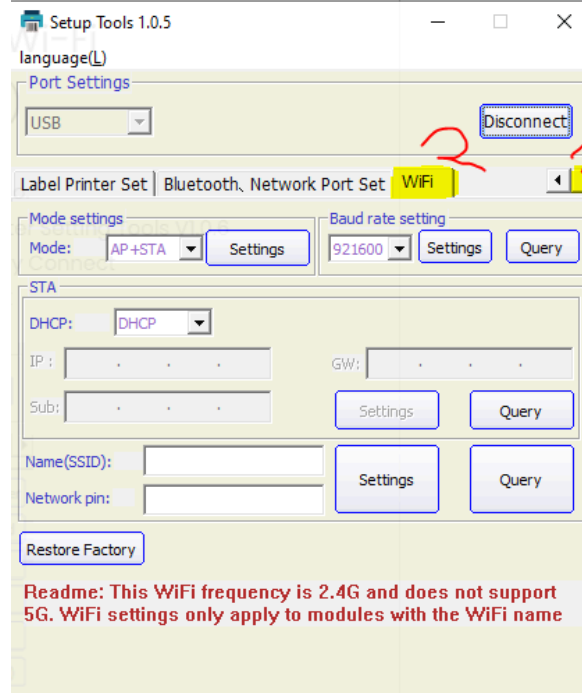 Setup Tools 1.0.5
language(L)
Port Settings
USB
Disconnect
2
Label Printer Set Bluetooth、Network Port Set WiFi
Mode settings Baud rate setting
Mode: AP+STA Settings 921600 Settings Query
STA
DHCP: DHCP
IP : . . . GW: . . .
Sub: . . . Settings Query
Name(SSID): Settings Query
Network pin:
Restore Factory
Readme: This WiFi frequency is 2.4G and does not support
5G. WiFi settings only apply to modules with the WiFi name